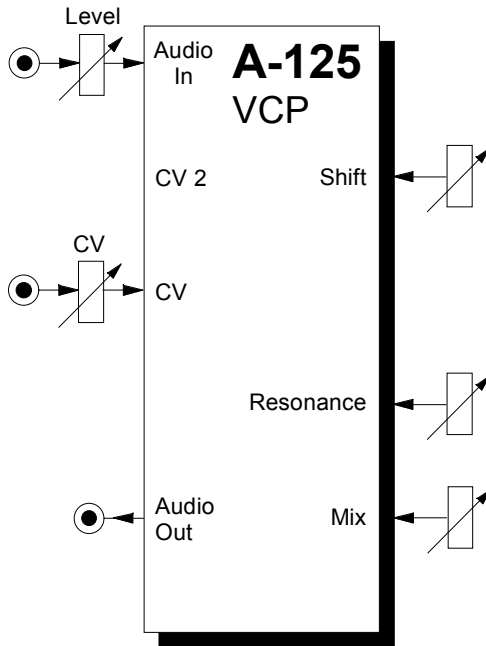 Level
Audio
In
A-125
VCP
CV 2
Shift
CV
CV
Resonance
Audio
Out
Mix